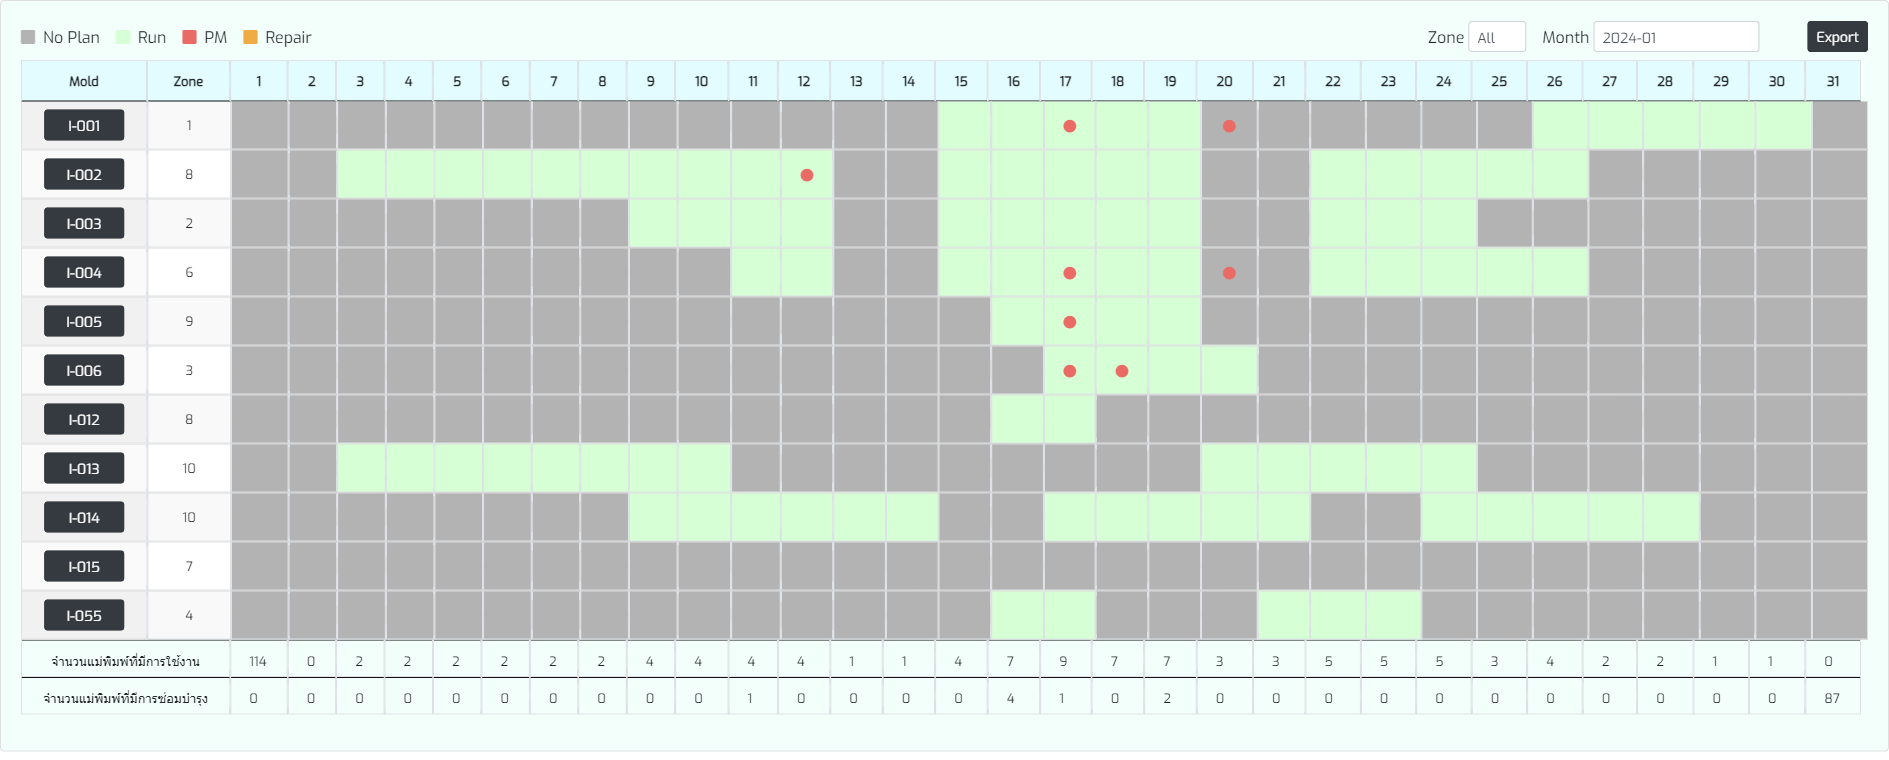 No Plan Run PM Repair Zone All Month 2024-01 Export
Mold Zone 1 2 3 4 5 6 7 8 9 10 11 12 13 14 15 16 17 18 19 20 21 22 23 24 25 26 27 28 29 30 31
I-001 1
I-002 8
I-003 2
I-004 6
I-005 9
I-006 3
I-012 8
I-013 10
I-014 10
I-015 7
I-055 4
จำนวนแม่พิมพ์ที่มีการใช้งาน 114 0 2 2 2 2 2 2 4 4 4 4 1 1 4 7 9 7 7 3 3 5 5 5 3 4 2 2 1 1 0
จำนวนแม่พิมพ์ที่มีการซ่อมบำรุง 0 0 0 0 0 0 0 0 0 0 1 0 0 0 0 4 1 0 2 0 0 0 0 0 0 0 0 0 0 0 87